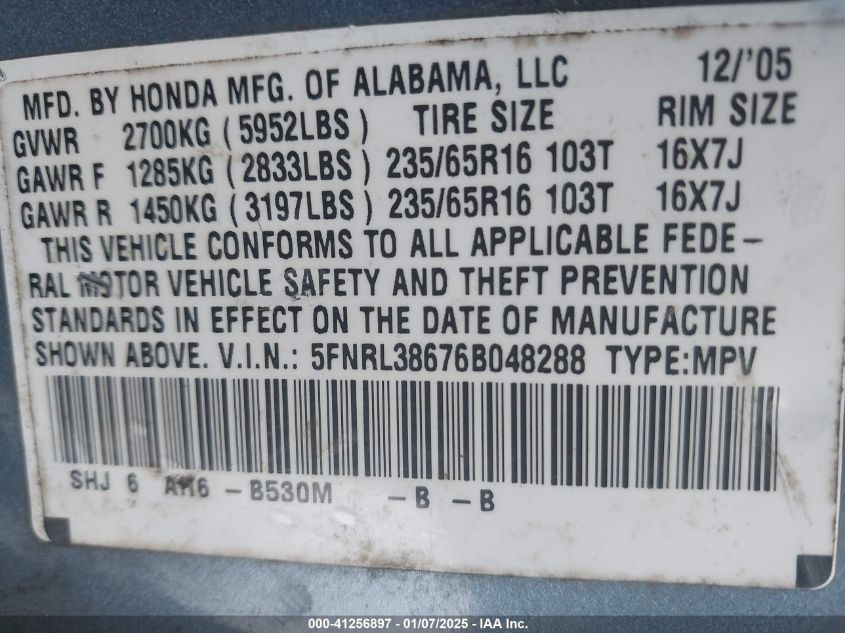 MFD. BY HONDA MFG. OF ALABAMA, LLC 12/'05
GVWR 2700KG (5952LBS) TIRE SIZE RIM SIZE
GAWR F 1285KG (2833LBS) 235/65R16 103T 16X7J
GAWR R 1450KG (3197LBS) 235/65R16 103T 16X7J
THIS VEHICLE CONFORMS TO ALL APPLICABLE FEDE-
RAL MOTOR VEHICLE SAFETY AND THEFT PREVENTION
STANDARDS IN EFFECT ON THE DATE OF MANUFACTURE
SHOWN ABOVE. V.I.N.: 5FNRL38676B048288 TYPE:MPV
SHJ 6 AH6 -B530M -B -B
000-41256897 - 01/07/2025 - IAA Inc.